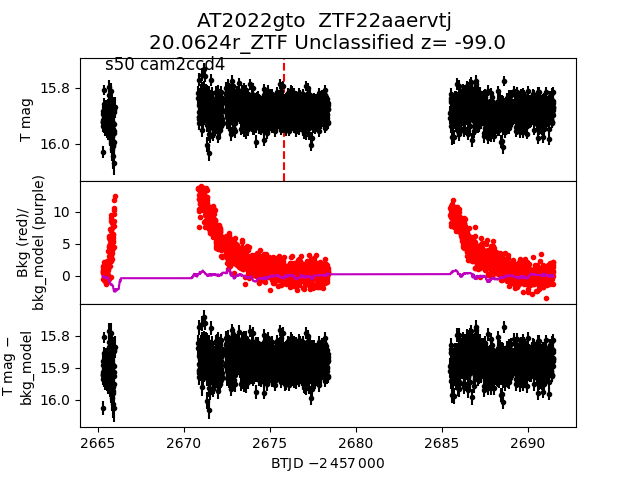 AT2022gto  ZTF22aaervtj
20.0624r_ZTF Unclassified z= -99.0
s50 cam2ccd4
T mag
15.8
16.0
Bkg (red)/
bkg_model (purple)
10
5
0
T mag −
bkg_model
15.8
15.9
16.0
2665
2670
2675
2680
2685
2690
BTJD −2 457 000